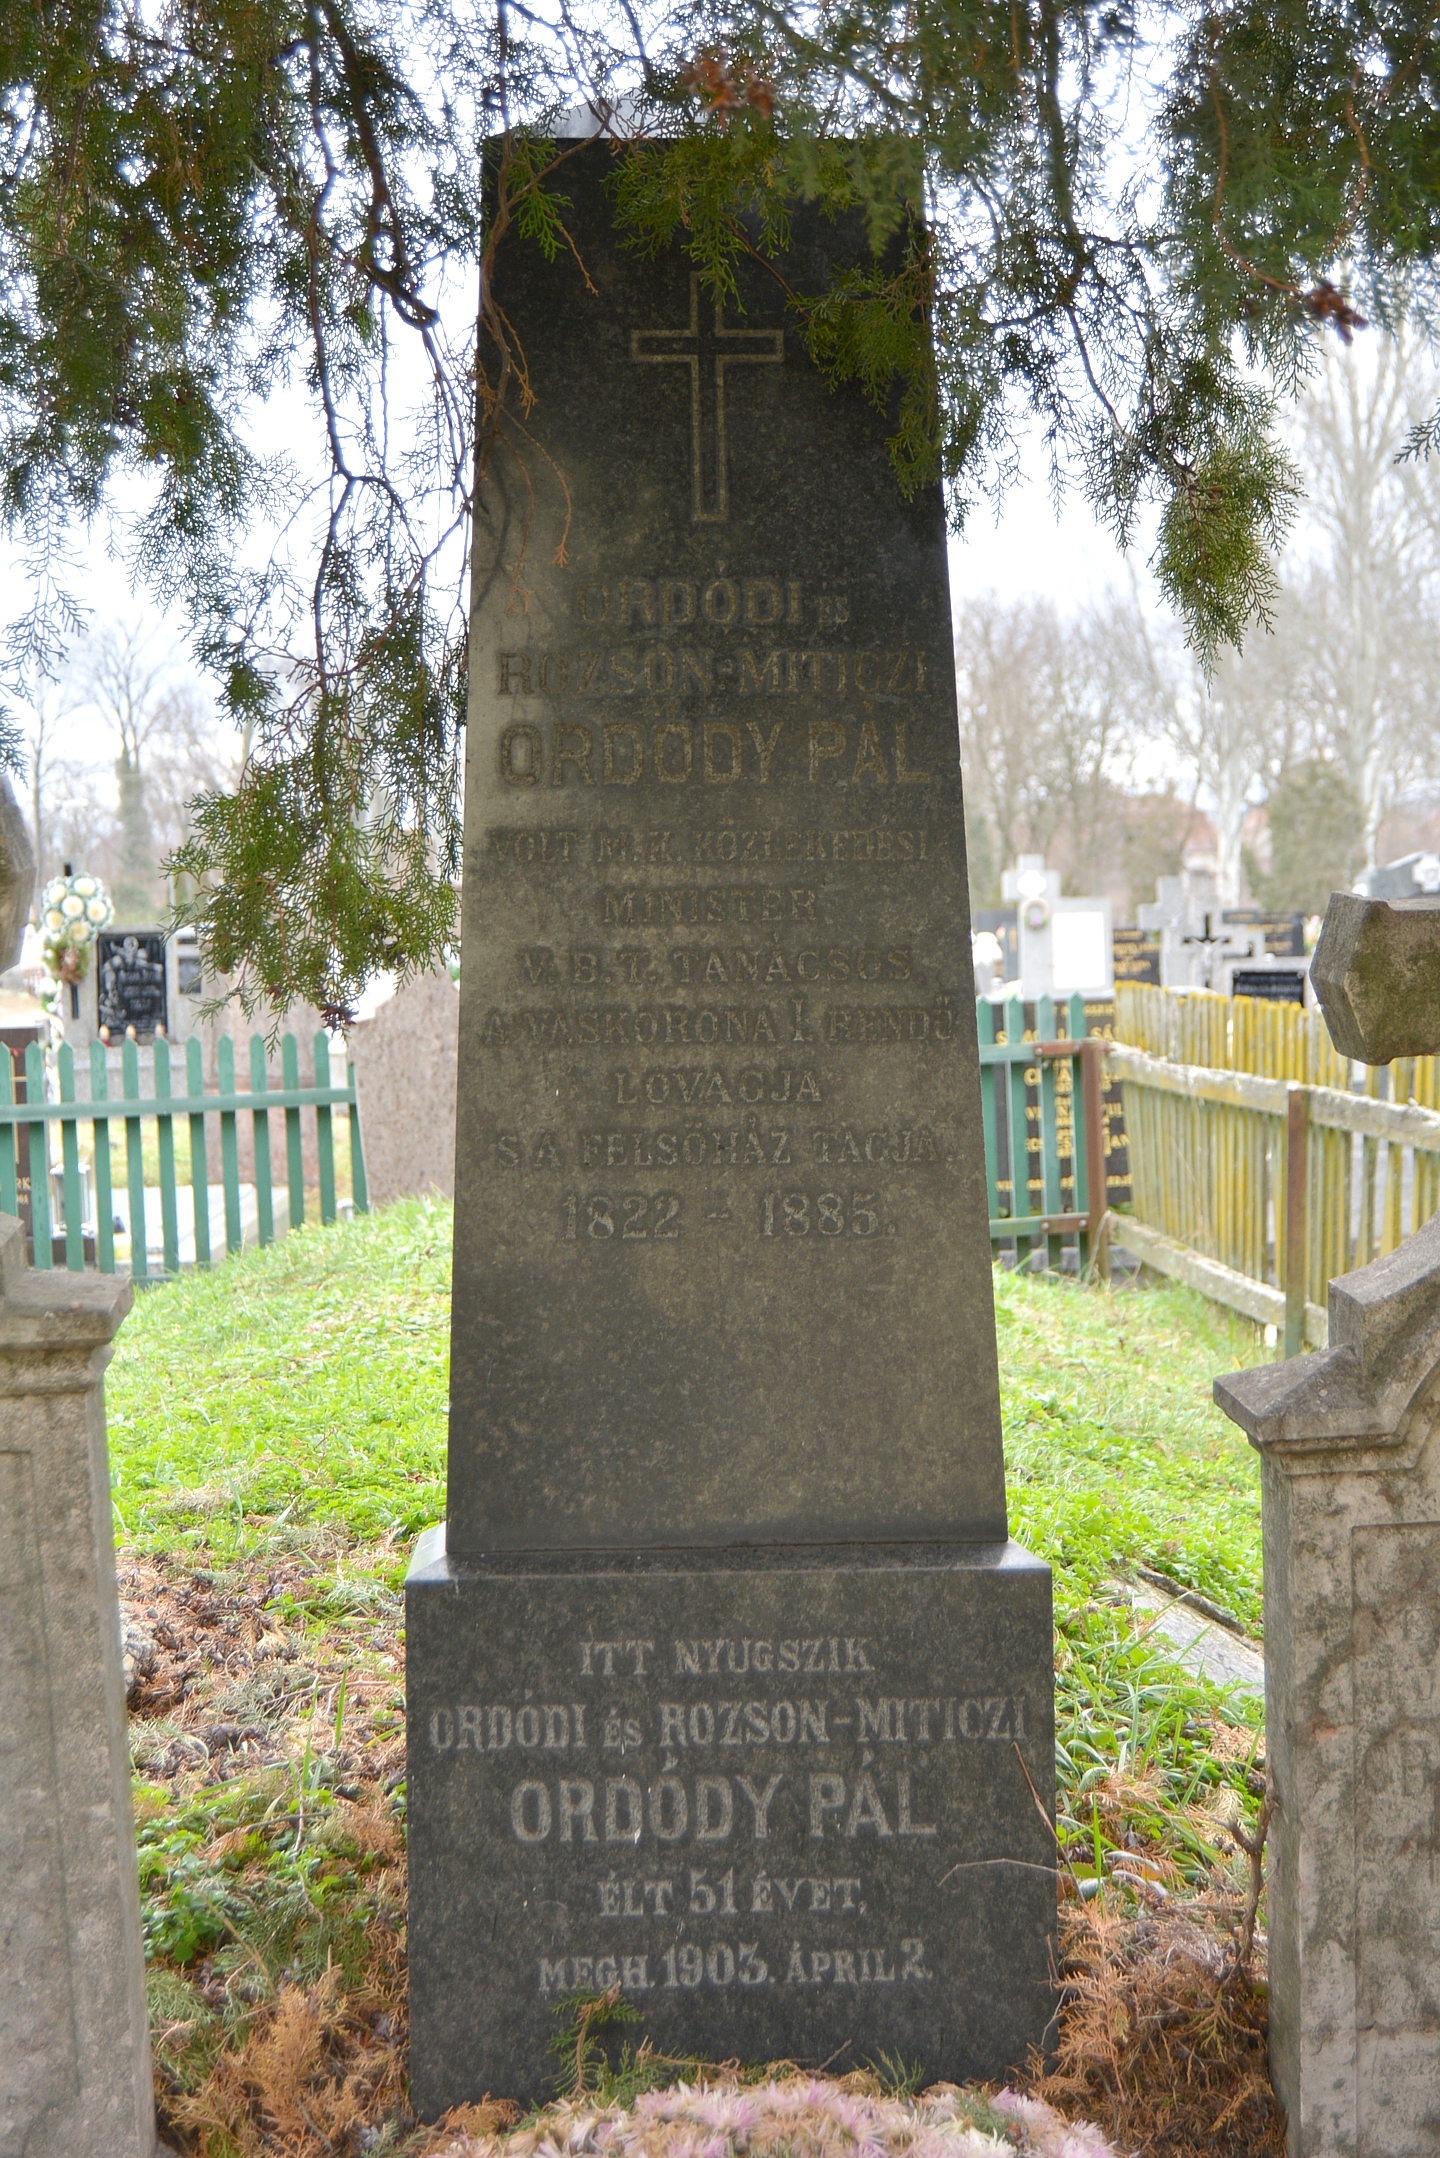 ORDÓDI ÉS
ROZSON-MITICZI
ORDÓDY PÁL
VOLT M. K. KÖZLEKEDESI
MINISTER,
V. B. T. TANÁCSOS
A VASKORONA I. RENDŰ
LOVAGJA
S A FELSŐHÁZ TAGJA.
1822 - 1885.
ITT NYUGSZIK
ORDÓDI ÉS ROZSON-MITICZI
ORDÓDY PÁL
ÉLT 51 ÉVET,
MEGH. 1903. ÁPRIL 2.